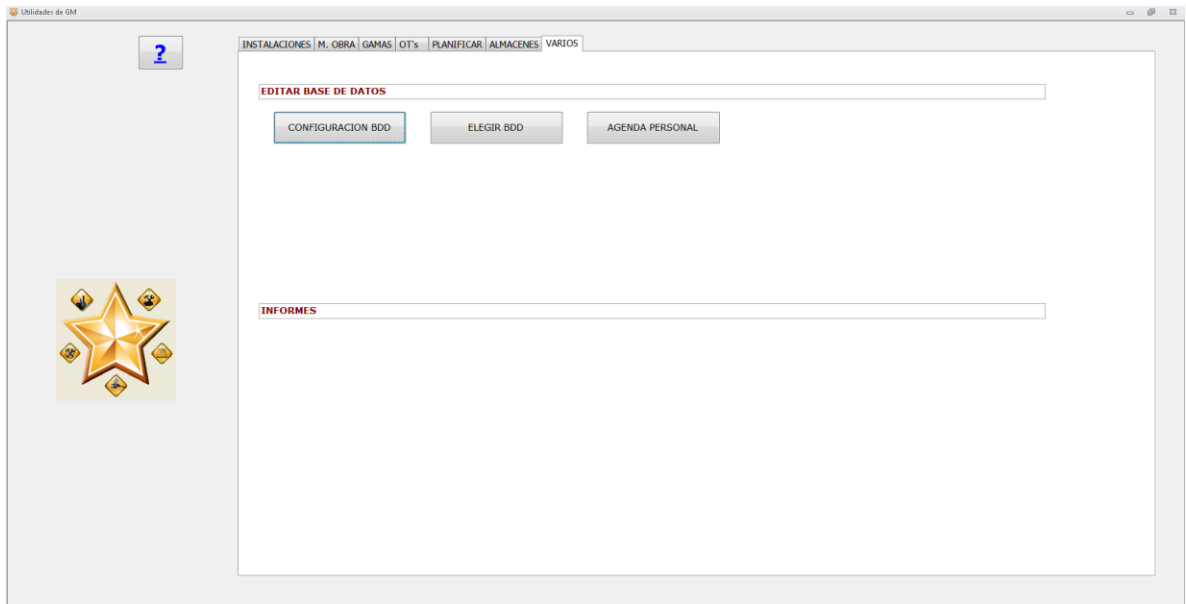 Utilidades de GM
?
INSTALACIONES M. OBRA GAMAS OT's PLANIFICAR ALMACENES VARIOS
EDITAR BASE DE DATOS
CONFIGURACION BDD ELEGIR BDD AGENDA PERSONAL
INFORMES